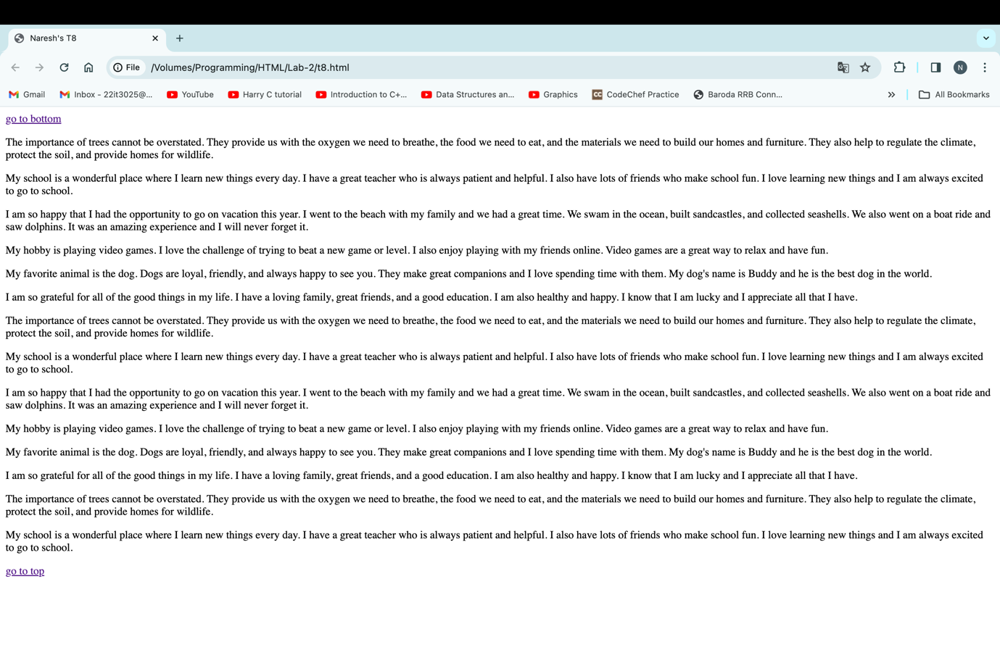 Naresh's T8
File /Volumes/Programming/HTML/Lab-2/t8.html N
Gmail Inbox - 22it3025@... YouTube Harry C tutorial Introduction to C+... Data Structures an... Graphics CC CodeChef Practice Baroda RRB Conn... » All Bookmarks
go to bottom
The importance of trees cannot be overstated. They provide us with the oxygen we need to breathe, the food we need to eat, and the materials we need to build our homes and furniture. They also help to regulate the climate,
protect the soil, and provide homes for wildlife.
My school is a wonderful place where I learn new things every day. I have a great teacher who is always patient and helpful. I also have lots of friends who make school fun. I love learning new things and I am always excited
to go to school.
I am so happy that I had the opportunity to go on vacation this year. I went to the beach with my family and we had a great time. We swam in the ocean, built sandcastles, and collected seashells. We also went on a boat ride and
saw dolphins. It was an amazing experience and I will never forget it.
My hobby is playing video games. I love the challenge of trying to beat a new game or level. I also enjoy playing with my friends online. Video games are a great way to relax and have fun.
My favorite animal is the dog. Dogs are loyal, friendly, and always happy to see you. They make great companions and I love spending time with them. My dog's name is Buddy and he is the best dog in the world.
I am so grateful for all of the good things in my life. I have a loving family, great friends, and a good education. I am also healthy and happy. I know that I am lucky and I appreciate all that I have.
The importance of trees cannot be overstated. They provide us with the oxygen we need to breathe, the food we need to eat, and the materials we need to build our homes and furniture. They also help to regulate the climate,
protect the soil, and provide homes for wildlife.
My school is a wonderful place where I learn new things every day. I have a great teacher who is always patient and helpful. I also have lots of friends who make school fun. I love learning new things and I am always excited
to go to school.
I am so happy that I had the opportunity to go on vacation this year. I went to the beach with my family and we had a great time. We swam in the ocean, built sandcastles, and collected seashells. We also went on a boat ride and
saw dolphins. It was an amazing experience and I will never forget it.
My hobby is playing video games. I love the challenge of trying to beat a new game or level. I also enjoy playing with my friends online. Video games are a great way to relax and have fun.
My favorite animal is the dog. Dogs are loyal, friendly, and always happy to see you. They make great companions and I love spending time with them. My dog's name is Buddy and he is the best dog in the world.
I am so grateful for all of the good things in my life. I have a loving family, great friends, and a good education. I am also healthy and happy. I know that I am lucky and I appreciate all that I have.
The importance of trees cannot be overstated. They provide us with the oxygen we need to breathe, the food we need to eat, and the materials we need to build our homes and furniture. They also help to regulate the climate,
protect the soil, and provide homes for wildlife.
My school is a wonderful place where I learn new things every day. I have a great teacher who is always patient and helpful. I also have lots of friends who make school fun. I love learning new things and I am always excited
to go to school.
go to top